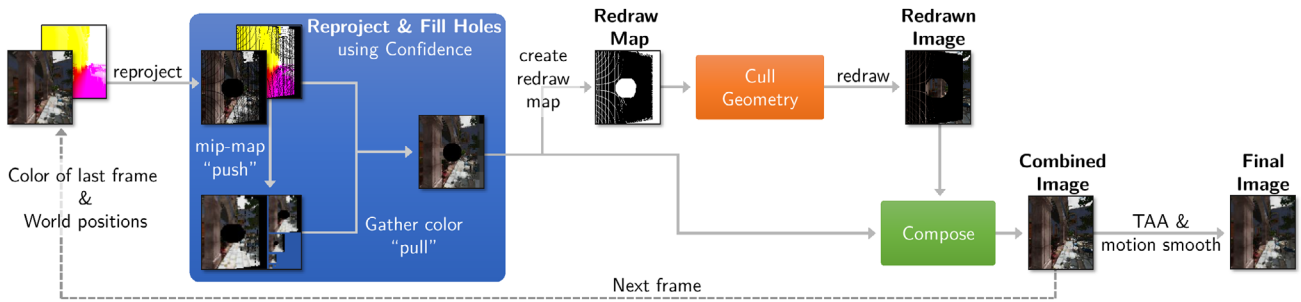 reproject
Color of last frame
&
World positions
Reproject & Fill Holes
using Confidence
mip-map
“push”
Gather color
“pull”
create
redraw
map
Redraw
Map
Cull
Geometry
redraw
Redrawn
Image
Compose
Combined
Image
TAA &
motion smooth
Final
Image
Next frame